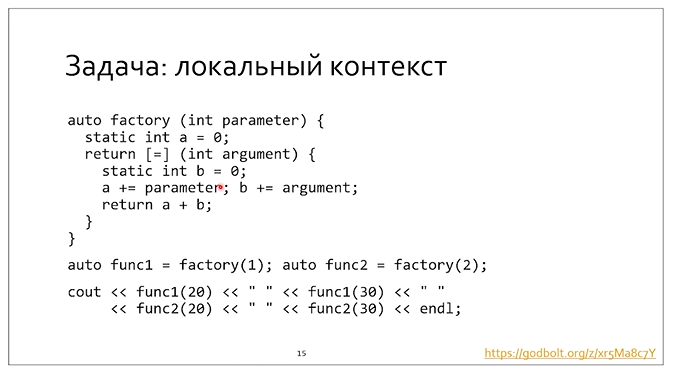 Задача: локальный контекст
auto factory (int parameter) {
static int a = 0;
return [=] (int argument) {
static int b = 0;
a += parameter; b += argument;
return a + b;
}
}
auto func1 = factory(1); auto func2 = factory(2);
cout << func1(20) << " " << func1(30) << " "
<< func2(20) << " " << func2(30) << endl;
15
https://godbolt.org/z/xr5Ma8c7Y